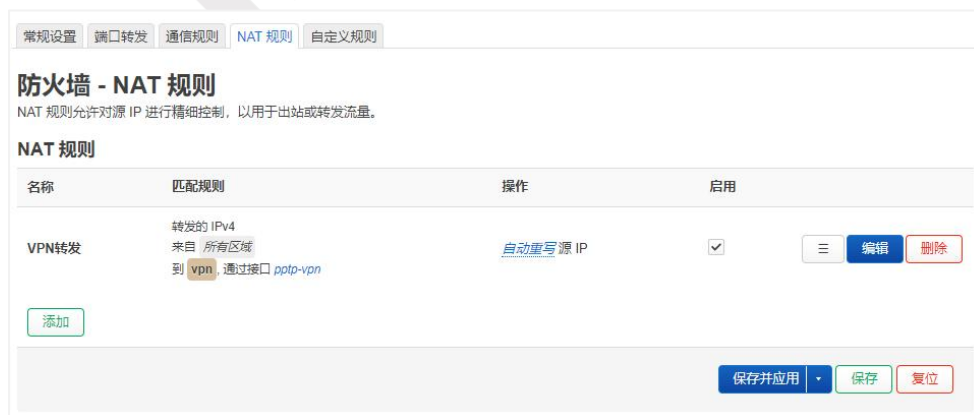 常规设置 端口转发 通信规则 NAT 规则 自定义规则
防火墙 - NAT 规则
NAT 规则允许对源 IP 进行精细控制，以用于出站或转发流量。
NAT 规则
名称 匹配规则 操作 启用
转发的 IPv4
VPN转发 来自 所有区域 自动重写 源 IP ☰ 编辑 删除
到 vpn , 通过接口 pptp-vpn
添加
保存并应用 保存 复位